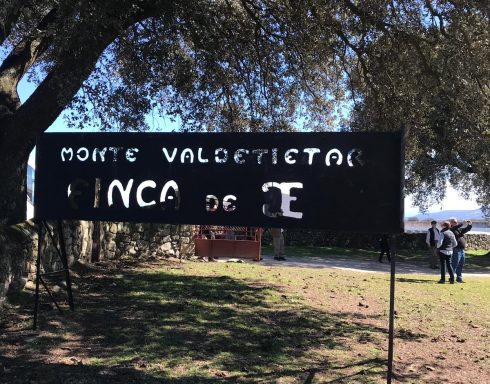 MONTE VALDETIETAR
FINCA DE Æ